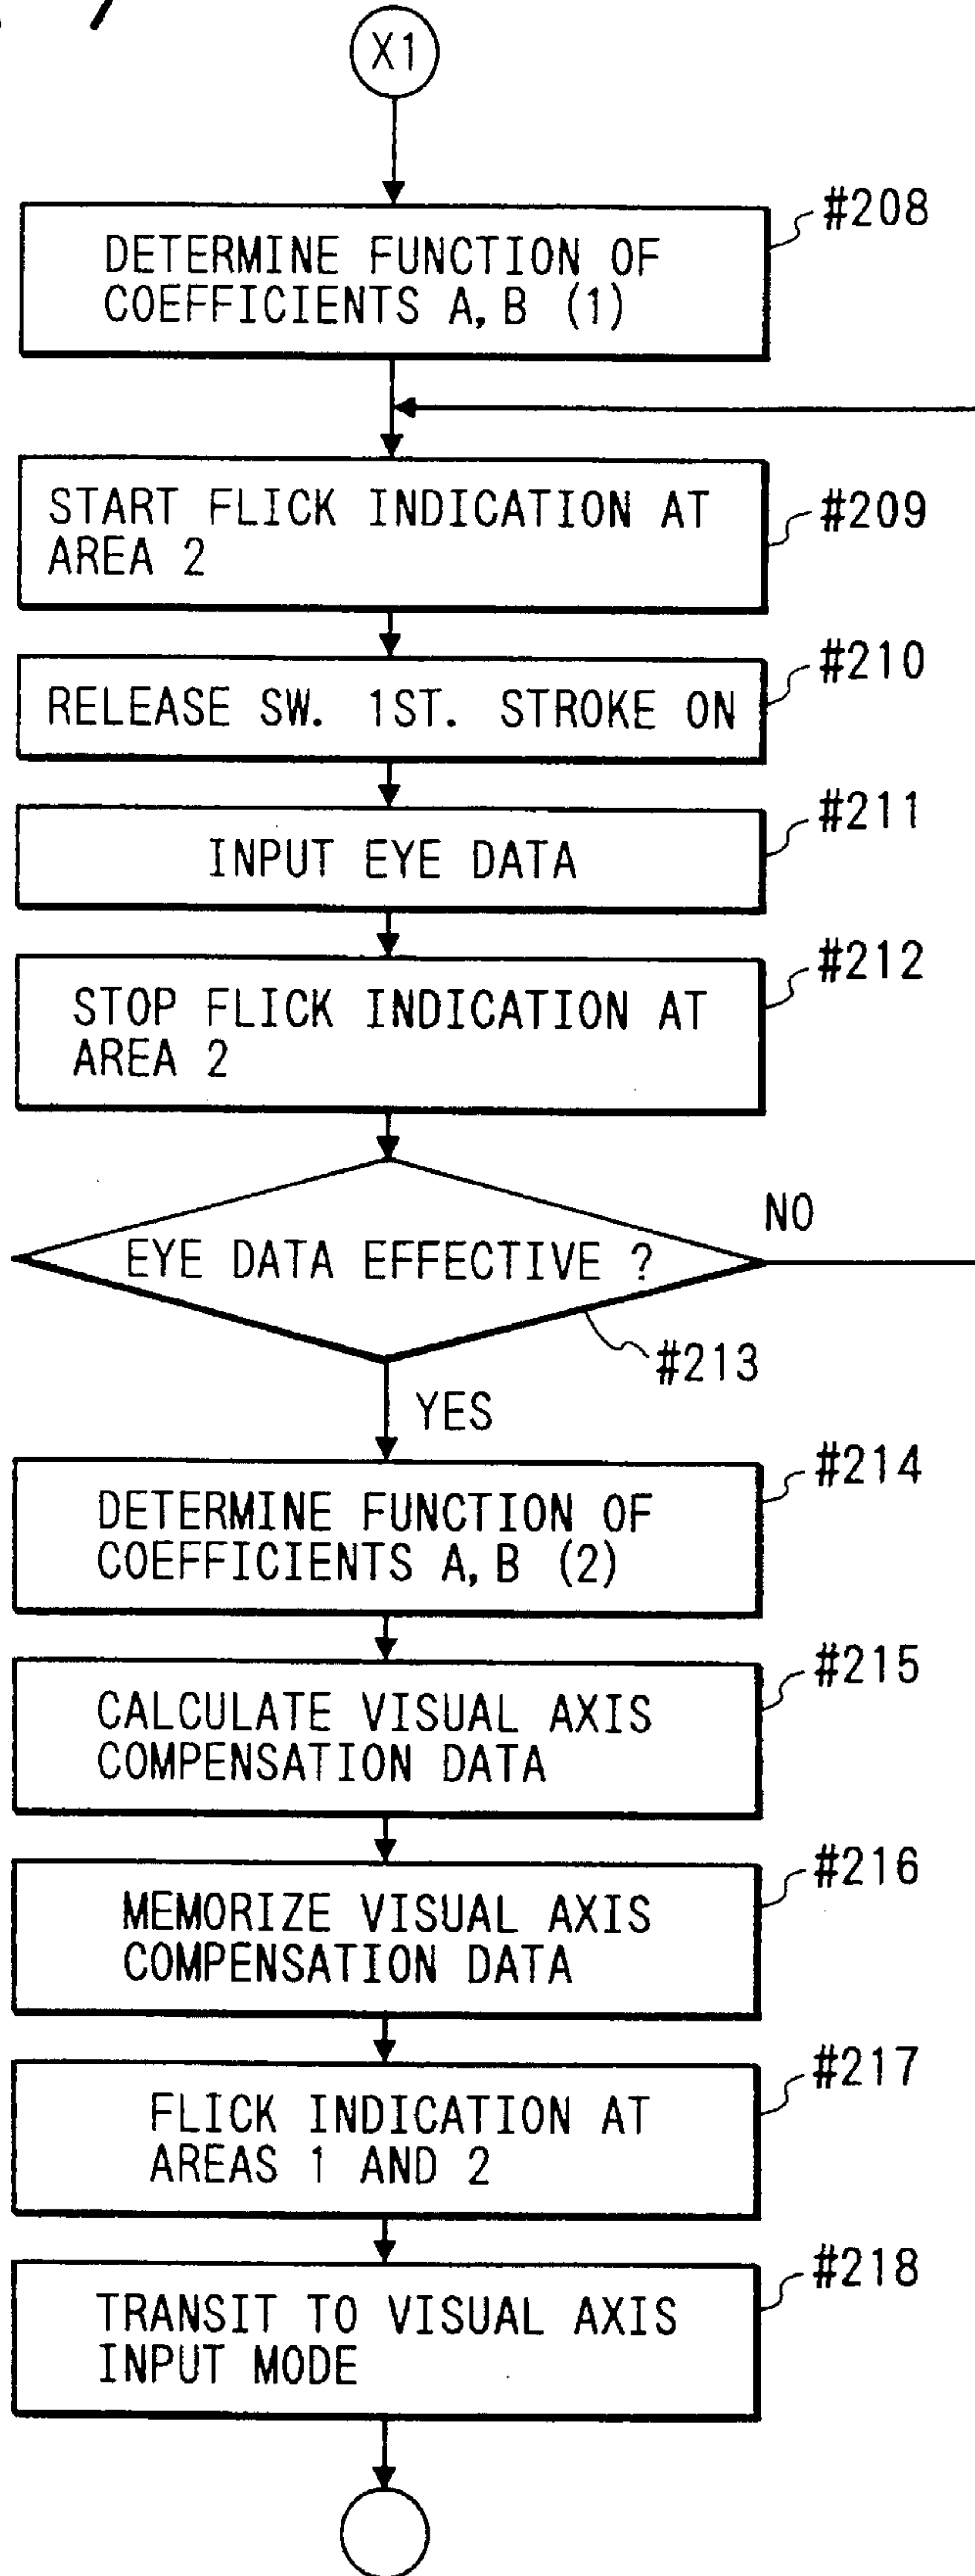 X1
#208
DETERMINE FUNCTION OF
COEFFICIENTS A, B (1)
START FLICK INDICATION AT
AREA 2
#209
RELEASE SW. 1ST. STROKE ON
#210
INPUT EYE DATA
#211
STOP FLICK INDICATION AT
AREA 2
#212
NO
EYE DATA EFFECTIVE ?
#213
YES
DETERMINE FUNCTION OF
COEFFICIENTS A, B (2)
#214
CALCULATE VISUAL AXIS
COMPENSATION DATA
#215
MEMORIZE VISUAL AXIS
COMPENSATION DATA
#216
FLICK INDICATION AT
AREAS 1 AND 2
#217
TRANSIT TO VISUAL AXIS
INPUT MODE
#218